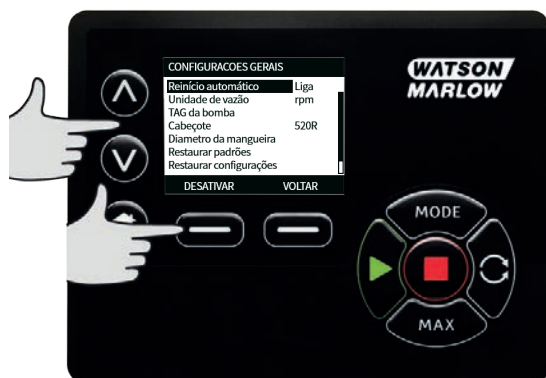 CONFIGURACOES GERAIS
Reinício automático Liga
Unidade de vazão rpm
TAG da bomba
Cabeçote 520R
Diametro da mangueira
Restaurar padrões
Restaurar configurações
DESATIVAR VOLTAR
WATSON
MARLOW
MODE
MAX